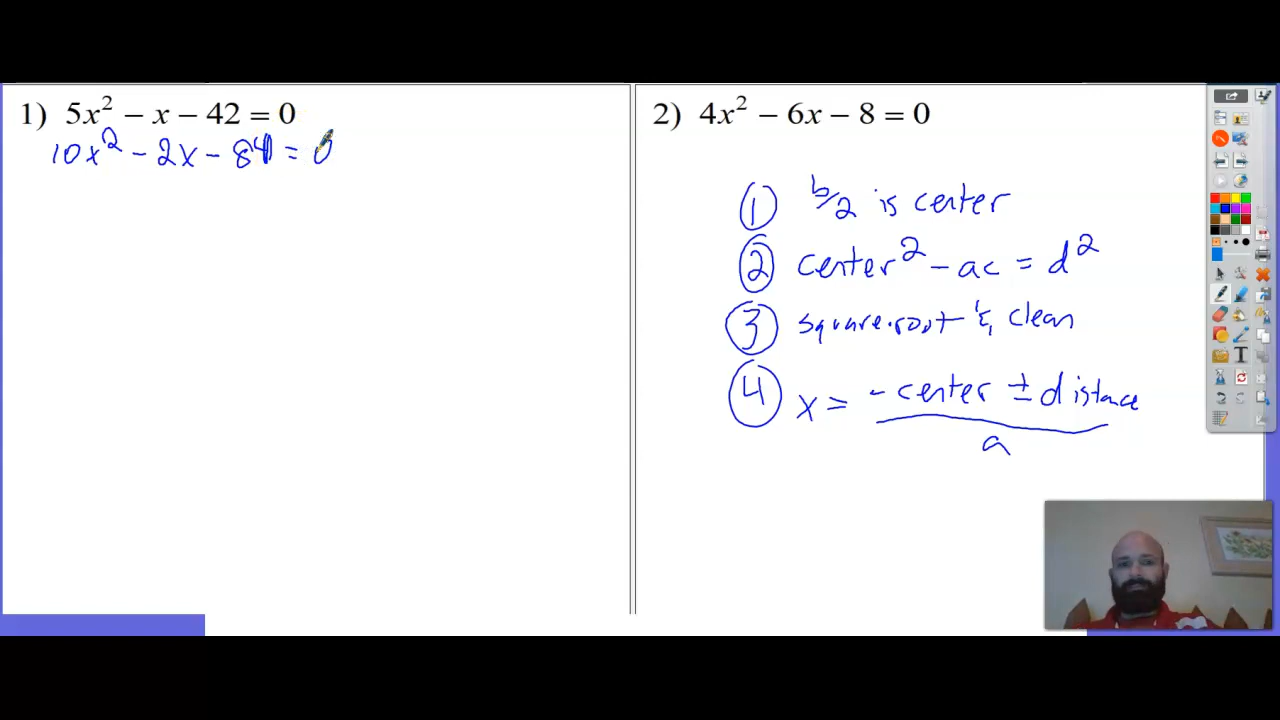 1) 5x² − x − 42 = 0
10x² − 2x − 84 = 0
2) 4x² − 6x − 8 = 0
① b/2 is center
② center² − ac = d²
③ square root & clean
④ x = −center ± distance
a